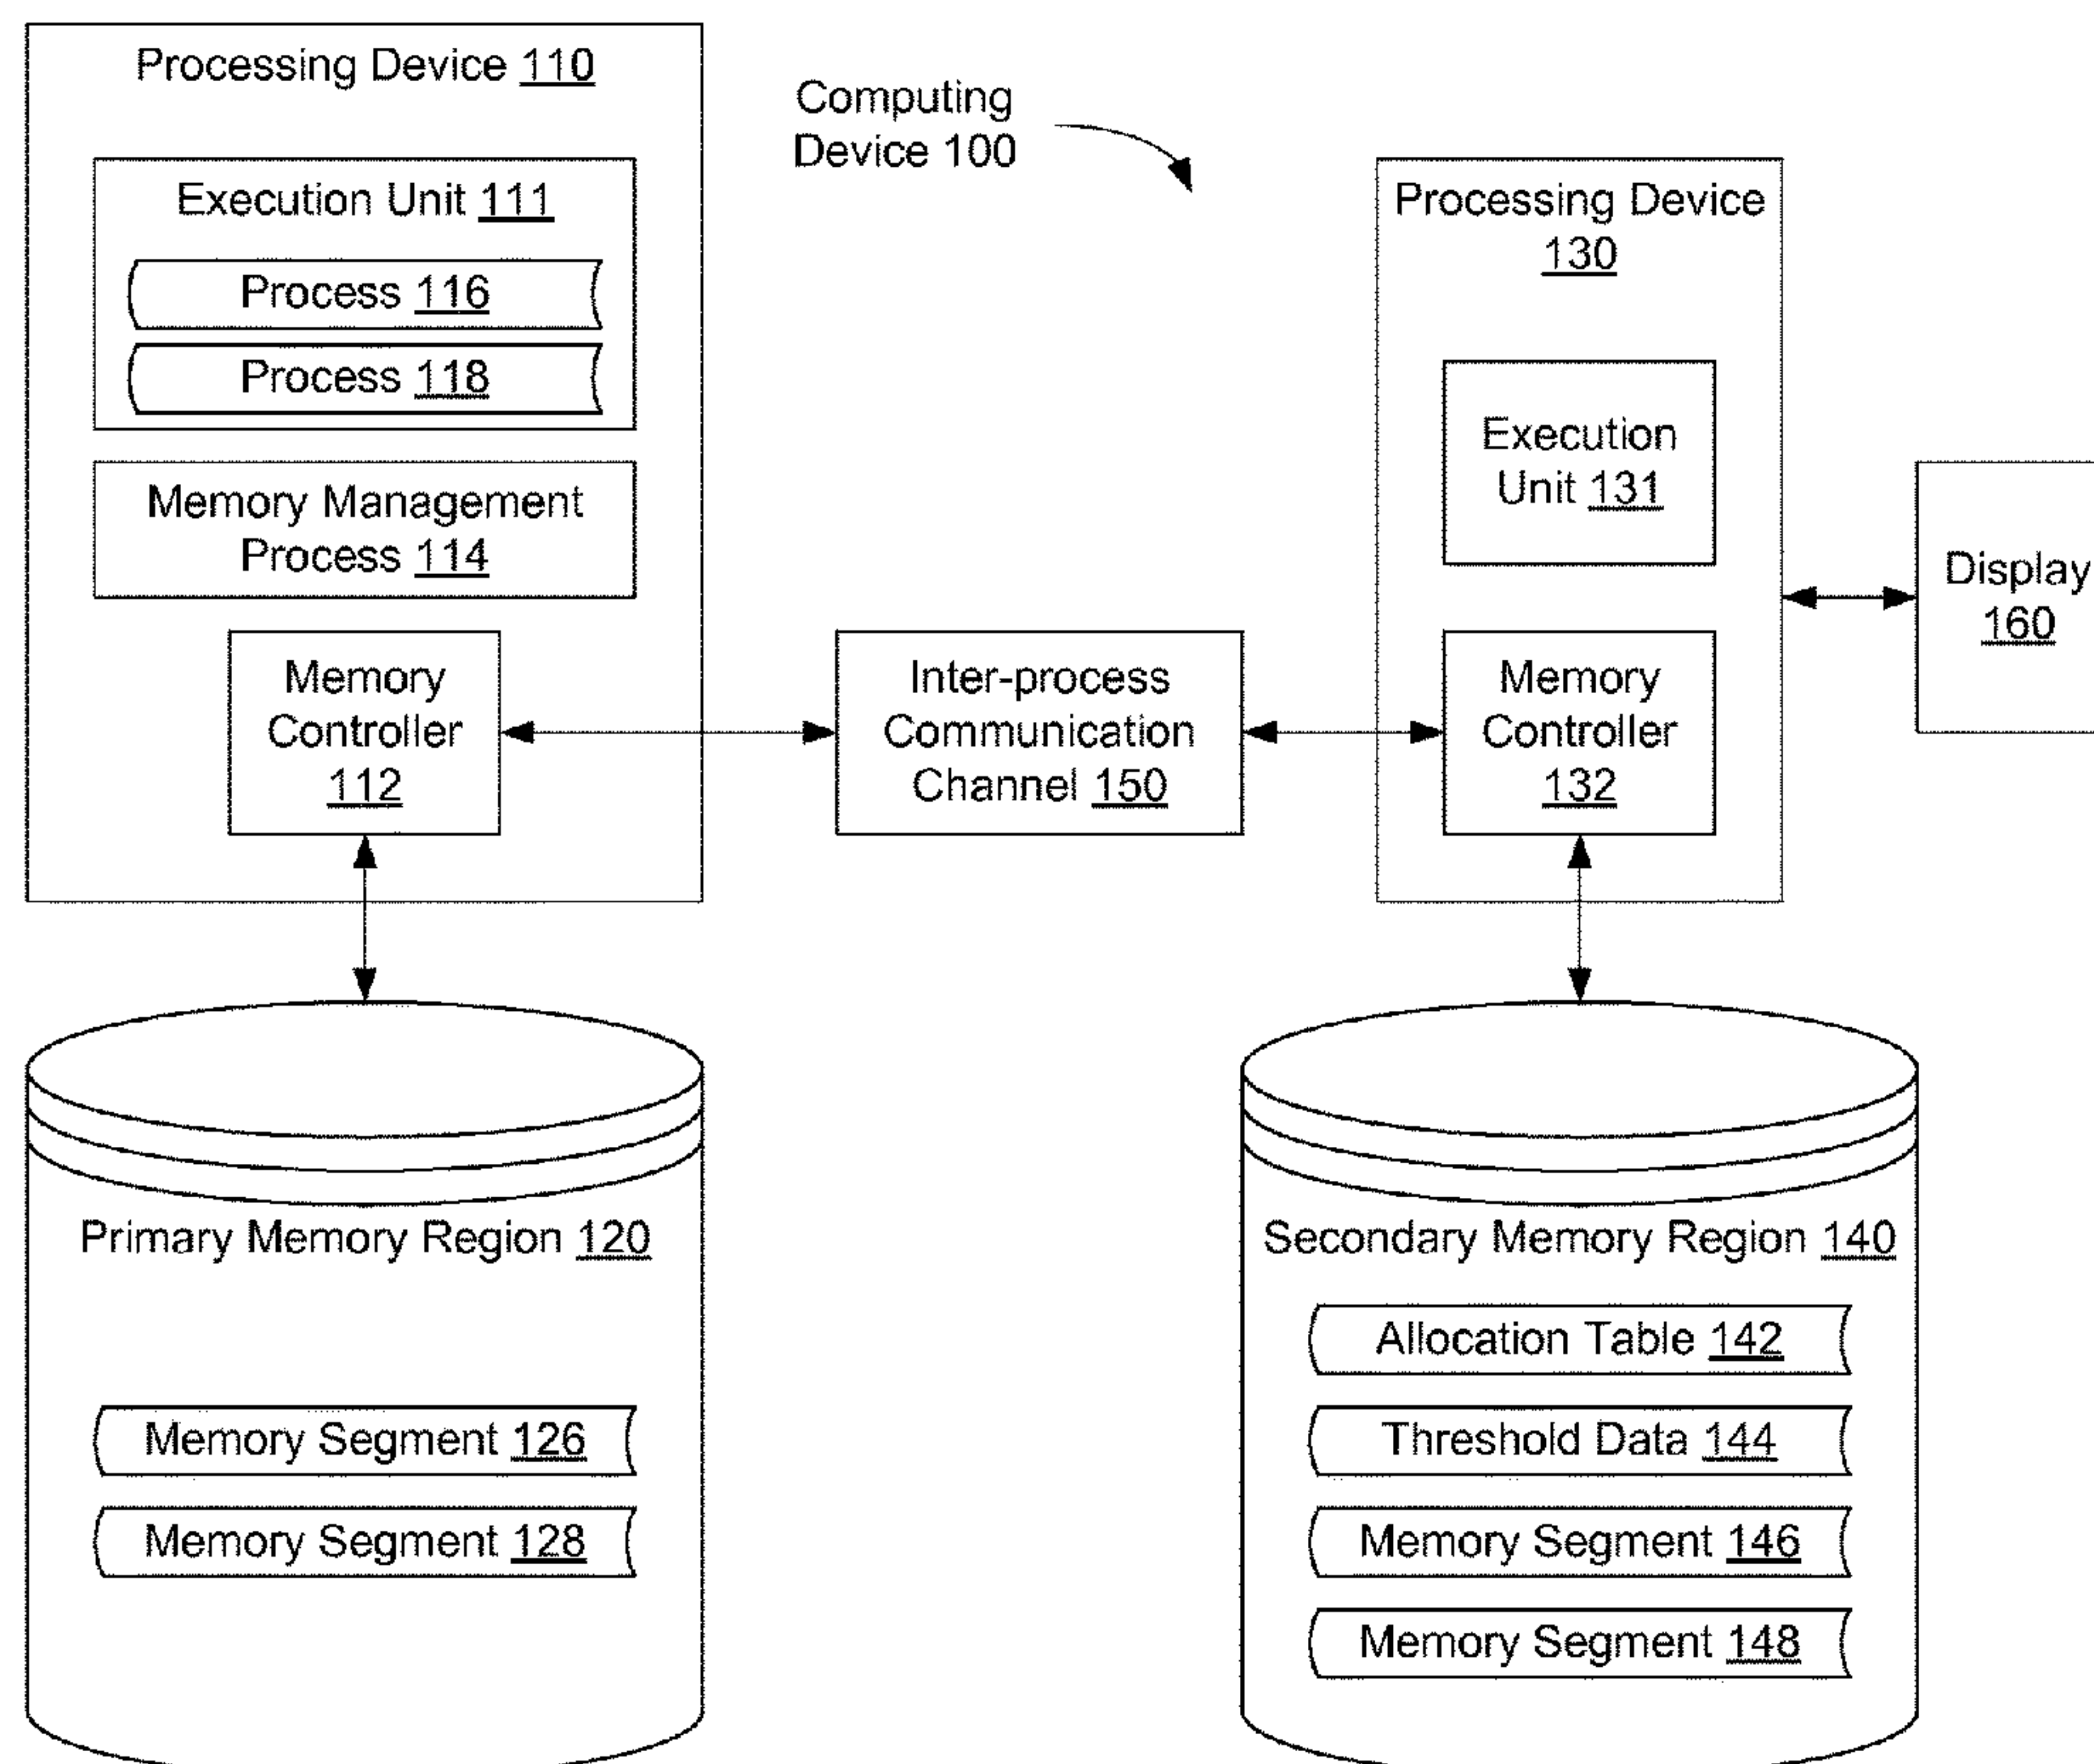 Processing Device 110
Execution Unit 111
Process 116
Process 118
Memory Management
Process 114
Memory
Controller
112
Computing
Device 100
Inter-process
Communication
Channel 150
Processing Device
130
Execution
Unit 131
Memory
Controller
132
Display
160
Primary Memory Region 120
Memory Segment 126
Memory Segment 128
Secondary Memory Region 140
Allocation Table 142
Threshold Data 144
Memory Segment 146
Memory Segment 148